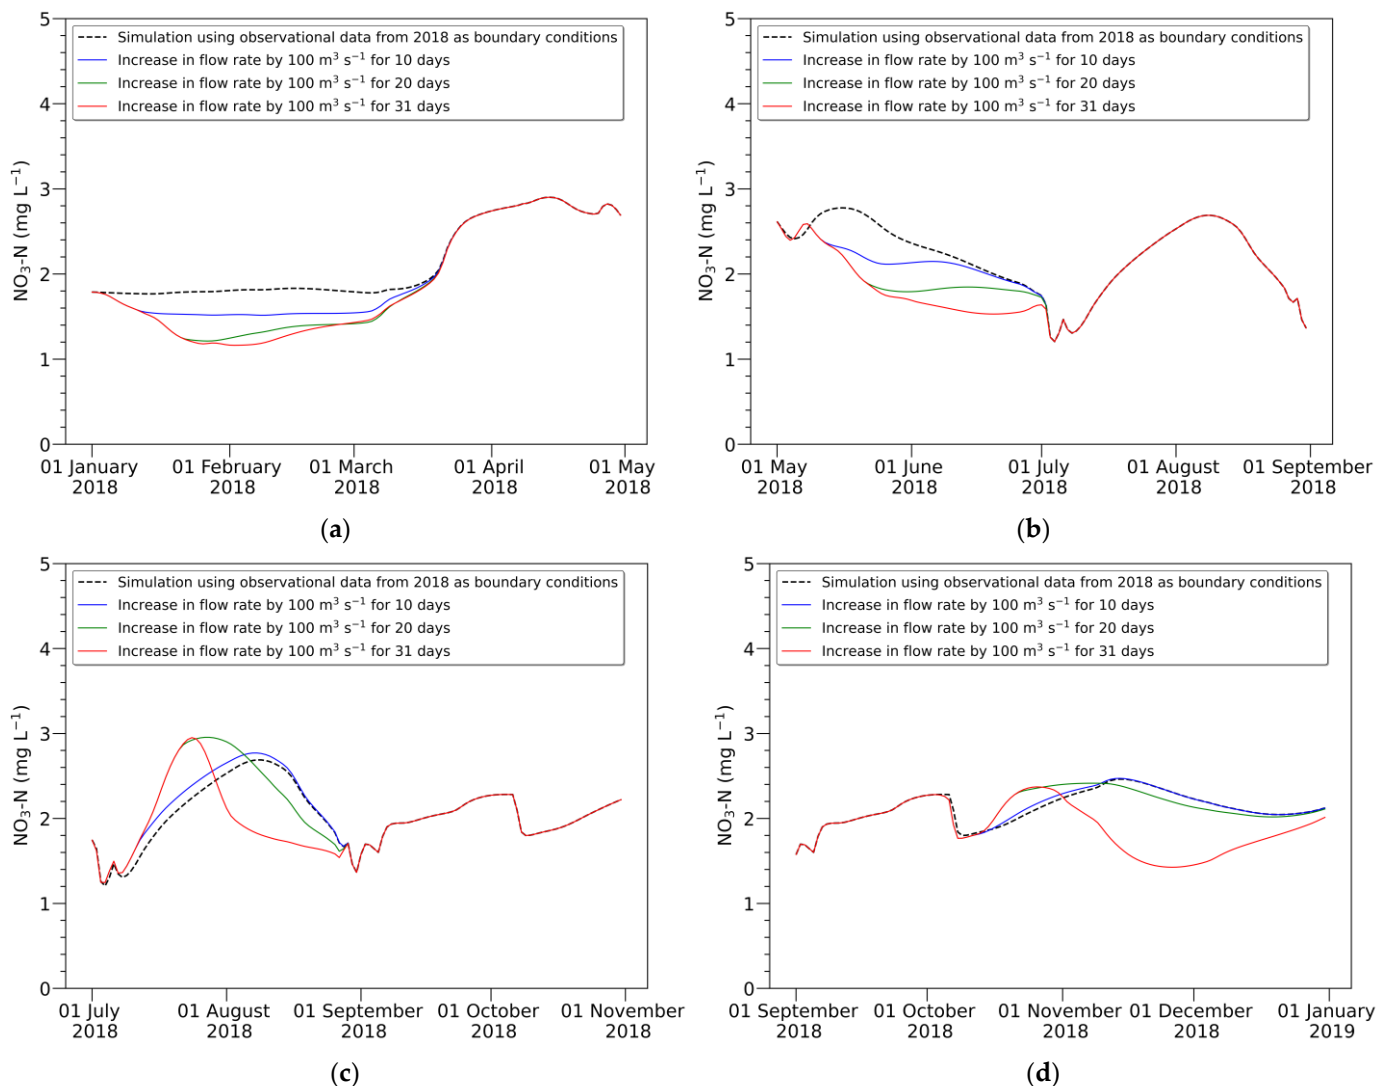 5
4
3
2
1
0
NO₃-N (mg L⁻¹)
Simulation using observational data from 2018 as boundary conditions
Increase in flow rate by 100 m³ s⁻¹ for 10 days
Increase in flow rate by 100 m³ s⁻¹ for 20 days
Increase in flow rate by 100 m³ s⁻¹ for 31 days
01 January 2018
01 February 2018
01 March 2018
01 April 2018
01 May 2018
(a)
5
4
3
2
1
0
NO₃-N (mg L⁻¹)
Simulation using observational data from 2018 as boundary conditions
Increase in flow rate by 100 m³ s⁻¹ for 10 days
Increase in flow rate by 100 m³ s⁻¹ for 20 days
Increase in flow rate by 100 m³ s⁻¹ for 31 days
01 May 2018
01 June 2018
01 July 2018
01 August 2018
01 September 2018
(b)
5
4
3
2
1
0
NO₃-N (mg L⁻¹)
Simulation using observational data from 2018 as boundary conditions
Increase in flow rate by 100 m³ s⁻¹ for 10 days
Increase in flow rate by 100 m³ s⁻¹ for 20 days
Increase in flow rate by 100 m³ s⁻¹ for 31 days
01 July 2018
01 August 2018
01 September 2018
01 October 2018
01 November 2018
(c)
5
4
3
2
1
0
NO₃-N (mg L⁻¹)
Simulation using observational data from 2018 as boundary conditions
Increase in flow rate by 100 m³ s⁻¹ for 10 days
Increase in flow rate by 100 m³ s⁻¹ for 20 days
Increase in flow rate by 100 m³ s⁻¹ for 31 days
01 September 2018
01 October 2018
01 November 2018
01 December 2018
01 January 2019
(d)